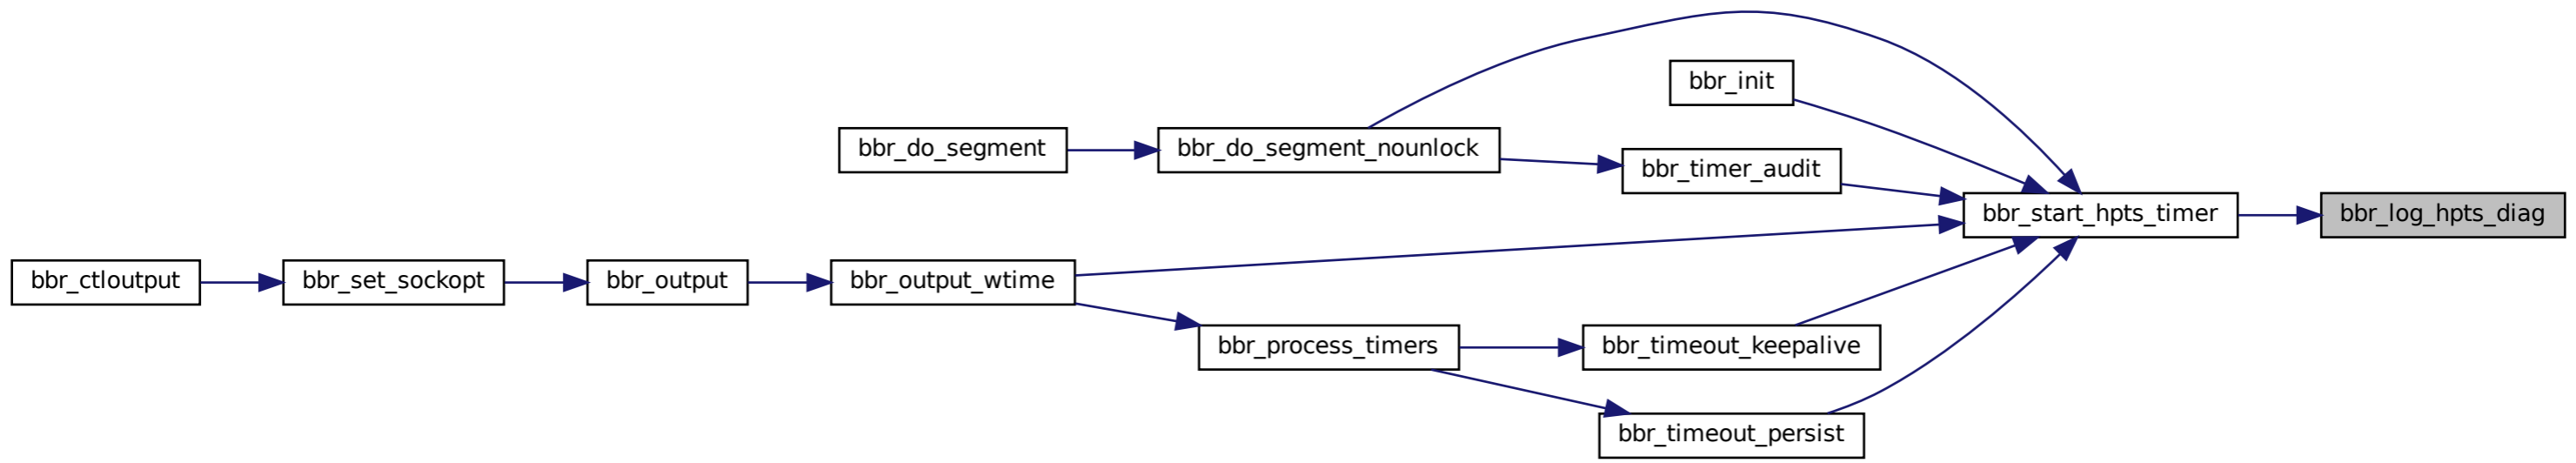 bbr_init
bbr_do_segment
bbr_do_segment_nounlock
bbr_timer_audit
bbr_start_hpts_timer
bbr_log_hpts_diag
bbr_ctloutput
bbr_set_sockopt
bbr_output
bbr_output_wtime
bbr_process_timers
bbr_timeout_keepalive
bbr_timeout_persist